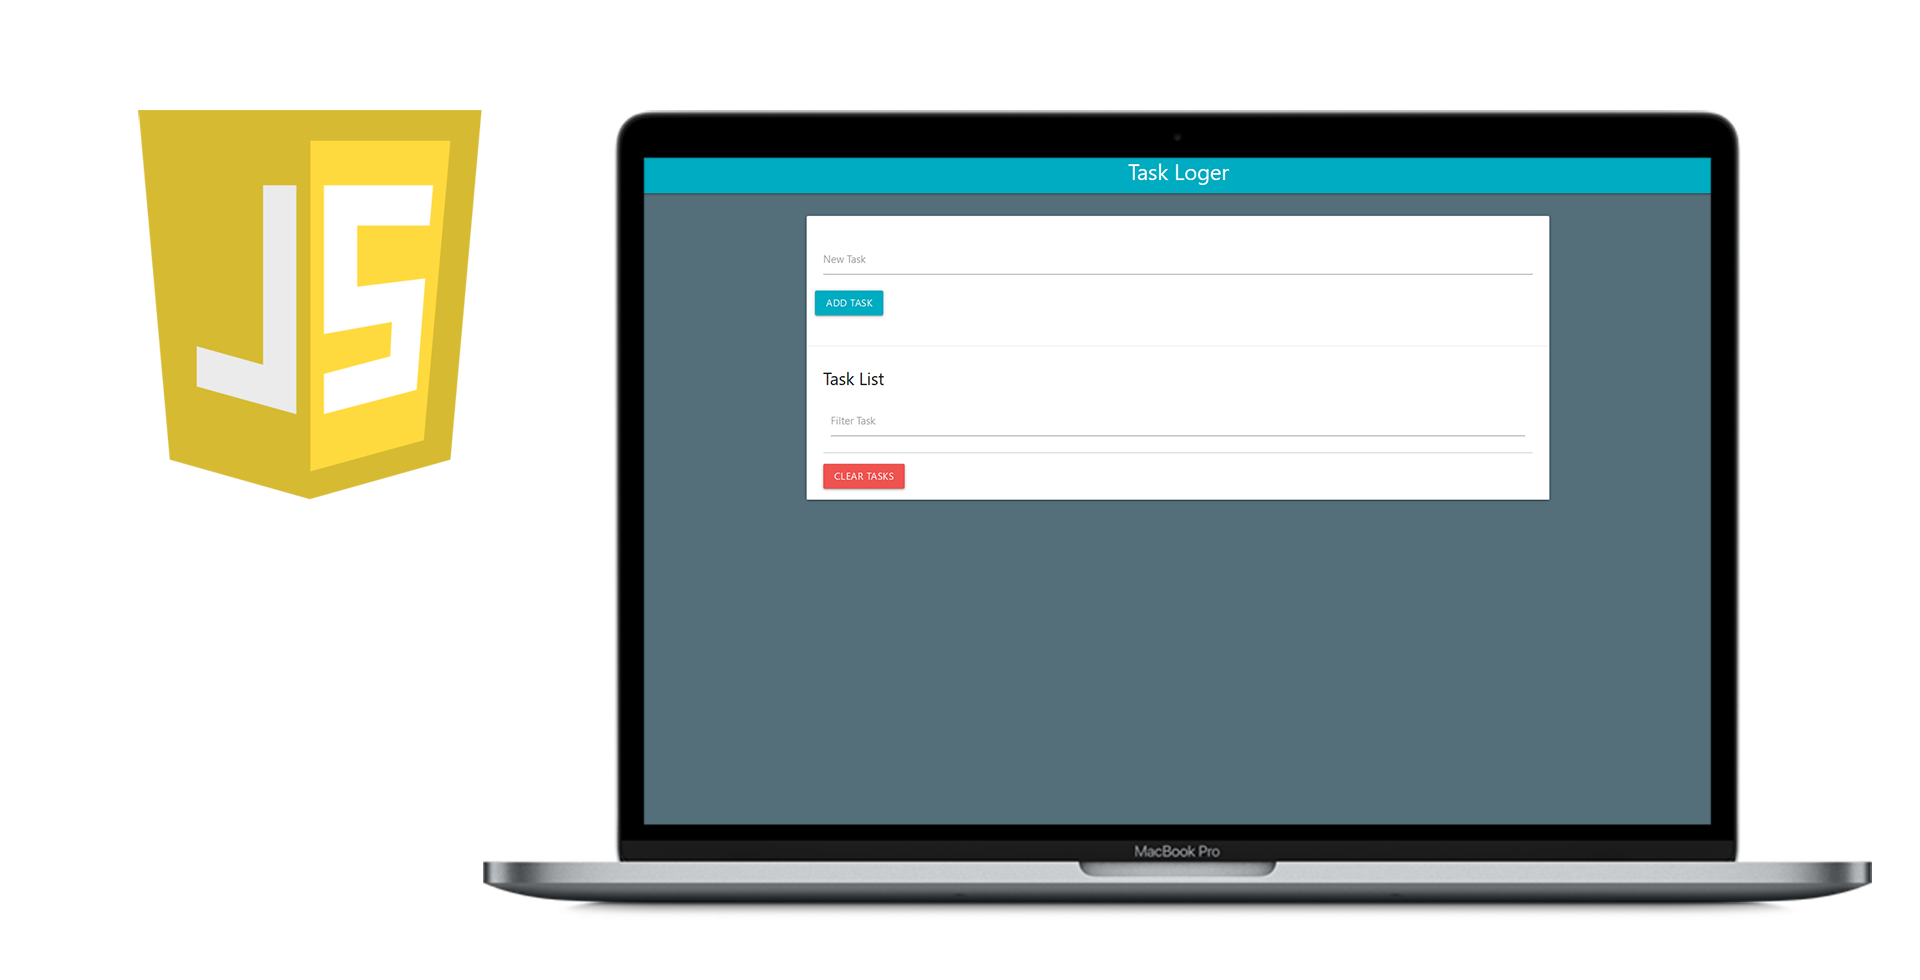 JS
Task Loger
New Task
ADD TASK
Task List
Filter Task
CLEAR TASKS
MacBook Pro